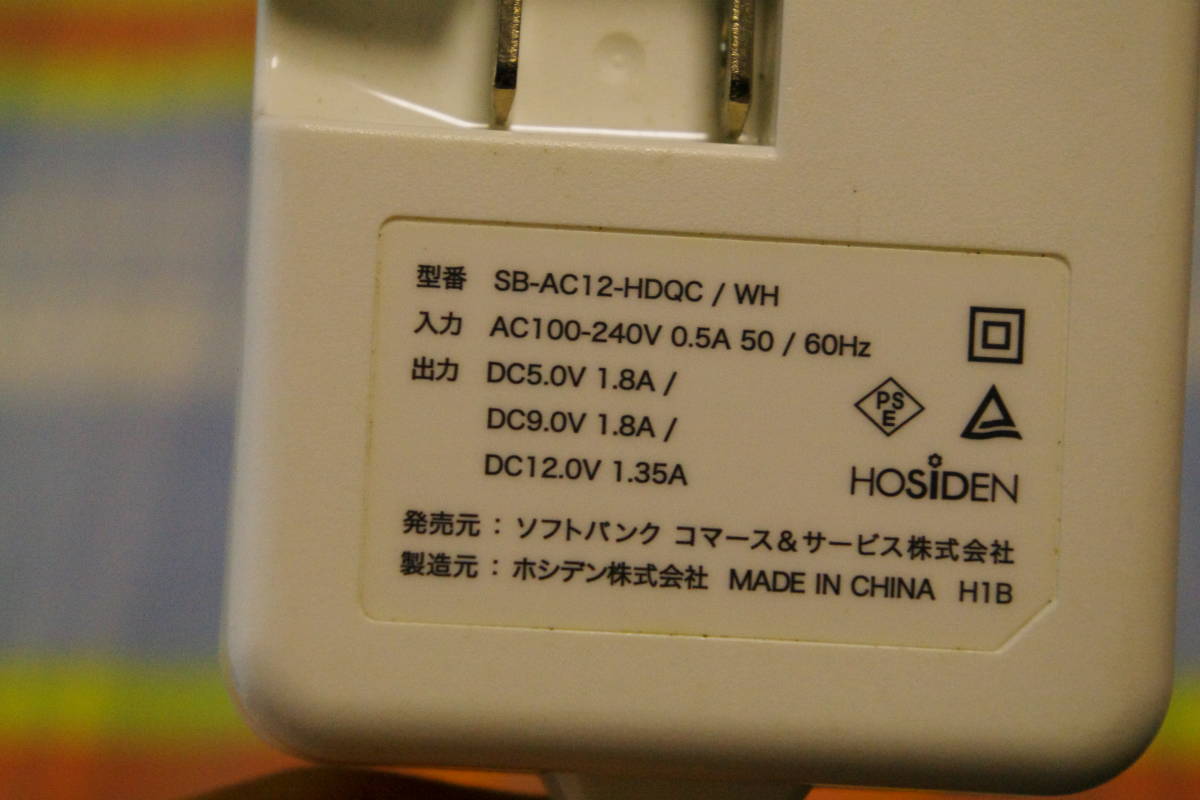 型番 SB-AC12-HDQC / WH
入力 AC100-240V 0.5A 50 / 60Hz
出力 DC5.0V 1.8A /
DC9.0V 1.8A /
DC12.0V 1.35A
PS
E
HOSiDEN
発売元：ソフトバンク コマース＆サービス株式会社
製造元：ホシデン株式会社 MADE IN CHINA H1B